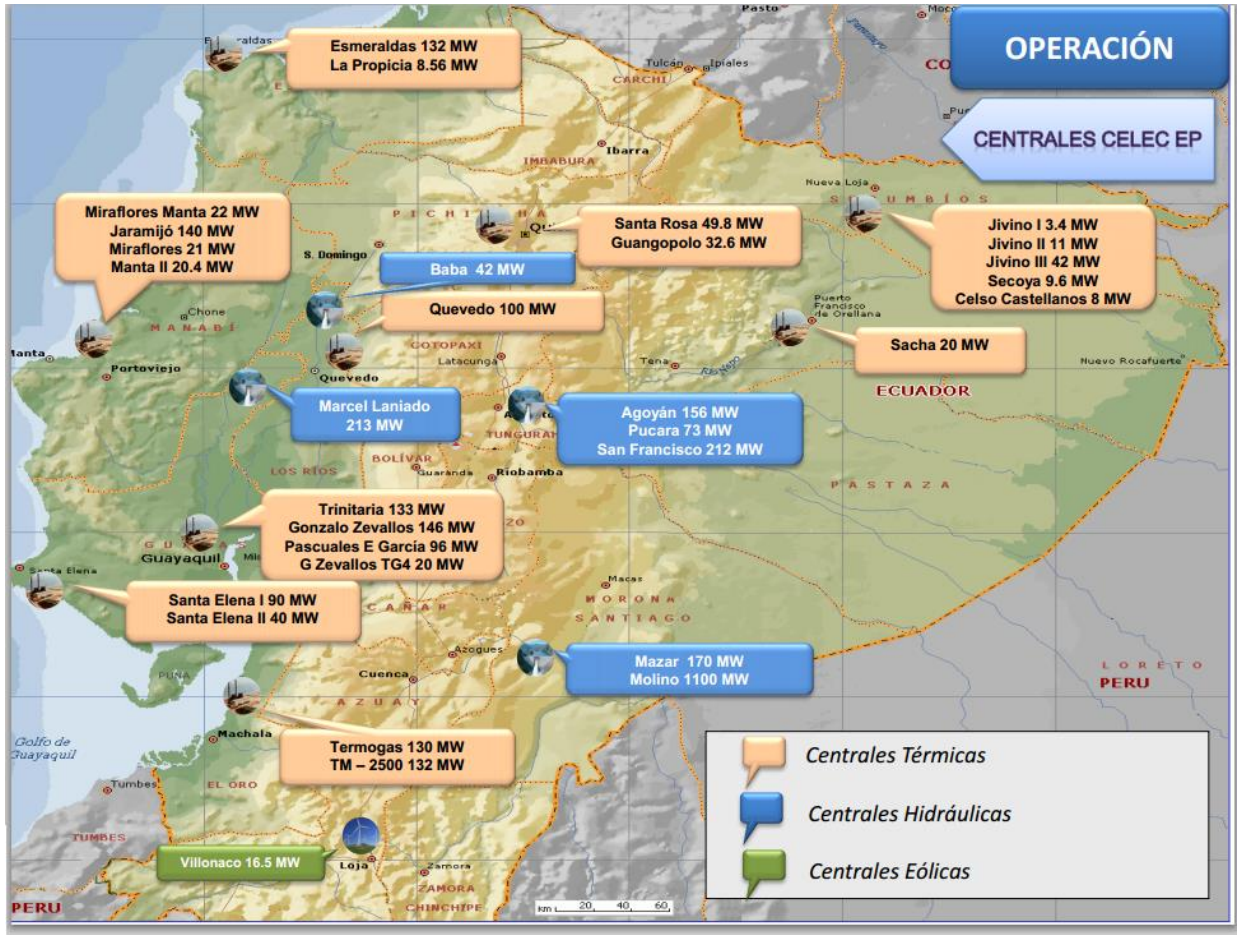 OPERACIÓN
CENTRALES CELEC EP
Esmeraldas 132 MW
La Propicia 8.56 MW
Pasto
Tulcán
Ipiales
CARCHI
Ibarra
IMBABURA
Nueva Loja
Miraflores Manta 22 MW
Jaramijó 140 MW
Miraflores 21 MW
Manta II 20.4 MW
Santa Rosa 49.8 MW
Guangopolo 32.6 MW
Jivino I 3.4 MW
Jivino II 11 MW
Jivino III 42 MW
Secoya 9.6 MW
Celso Castellanos 8 MW
S. Domingo
Baba 42 MW
Quevedo 100 MW
Puerto
Francisco
de Orellana
Sacha 20 MW
Chone
MANABÍ
COTOPAXI
Latacunga
Tena
Río Napo
Nuevo Rocafuerte
Portoviejo
Quevedo
ECUADOR
Marcel Laniado
213 MW
Agoyán 156 MW
Pucara 73 MW
San Francisco 212 MW
BOLÍVAR
Guaranda
Riobamba
LOS RÍOS
PASTAZA
Trinitaria 133 MW
Gonzalo Zevallos 146 MW
Pascuales E García 96 MW
G Zevallos TG4 20 MW
Guayaquil
Santa Elena
Santa Elena I 90 MW
Santa Elena II 40 MW
CAÑAR
Macas
MORONA
SANTIAGO
Azogues
Cuenca
AZUAY
PUNÁ
Mazar 170 MW
Molino 1100 MW
LORETO
PERU
Golfo de
Guayaquil
Machala
Termogas 130 MW
TM – 2500 132 MW
Tumbes
EL ORO
TUMBES
Villonaco 16.5 MW
Loja
Zamora
ZAMORA
CHINCHIPE
PERU
km 20 40 60
Centrales Térmicas
Centrales Hidráulicas
Centrales Eólicas